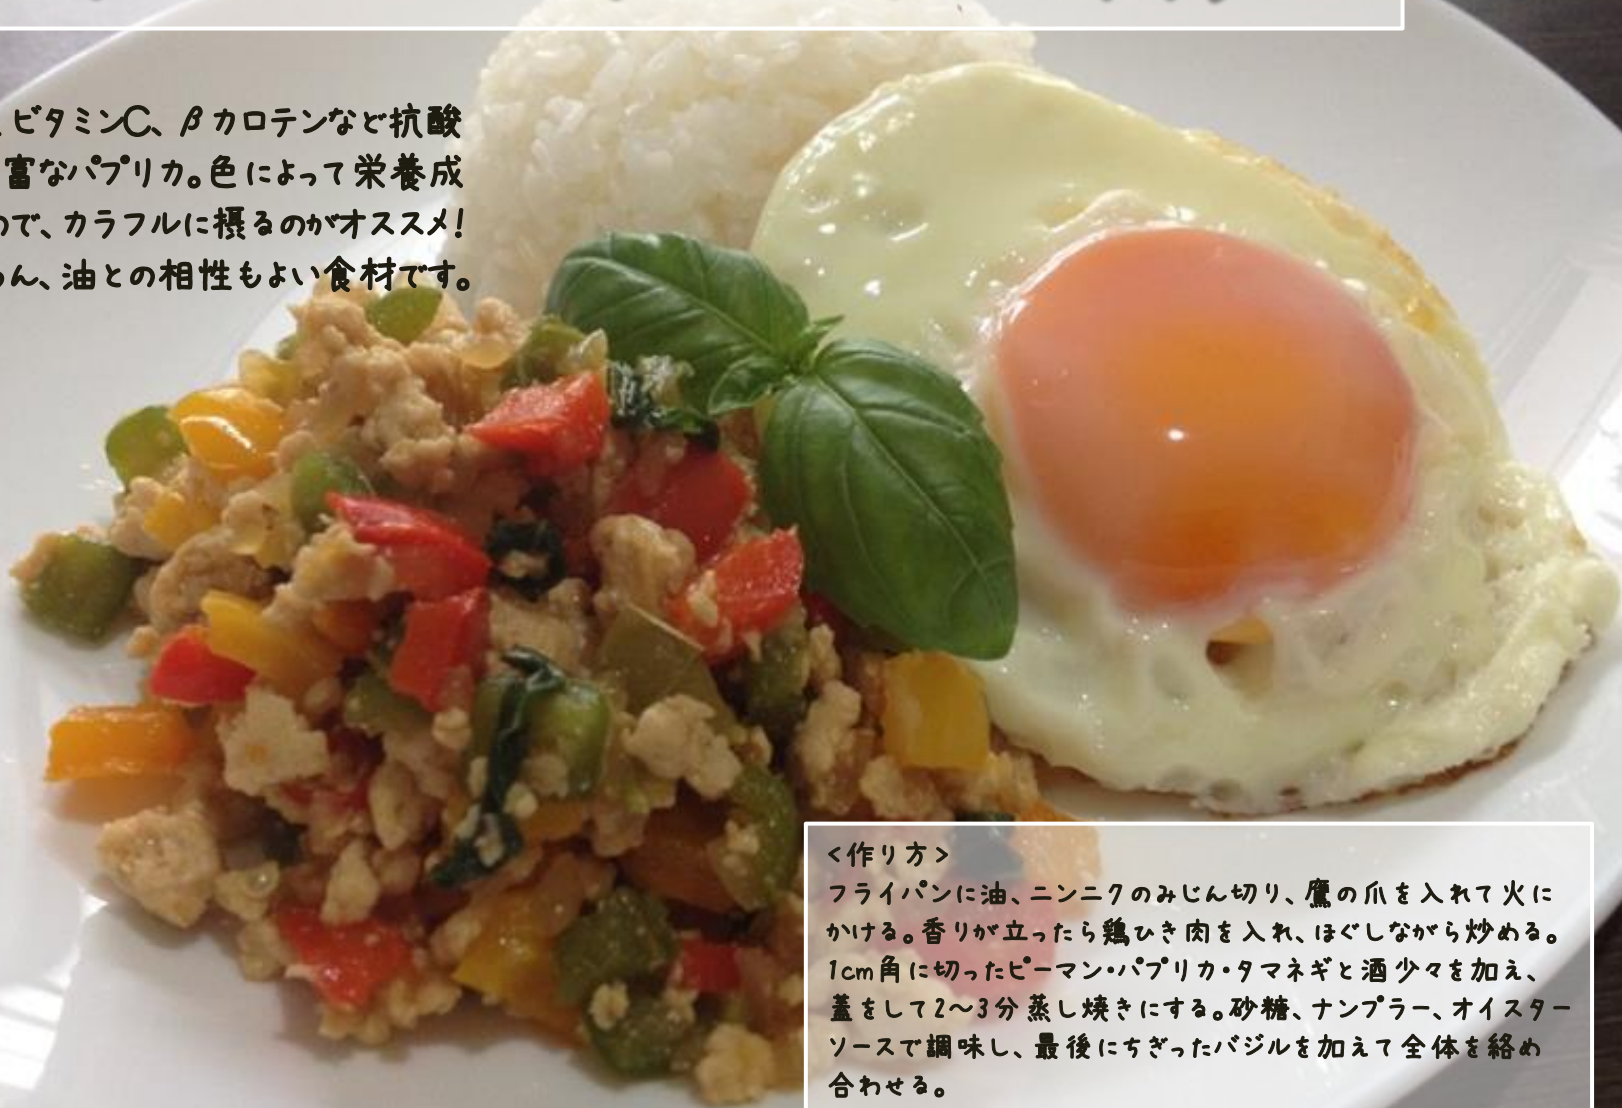 ビタミンC、βカロテンなど抗酸
富なパプリカ。色によって栄養成
ので、カラフルに摂るのがオススメ!
ん、油との相性もよい食材です。
<作り方>
フライパンに油、ニンニクのみじん切り、鷹の爪を入れて火に
かける。香りが立ったら鶏ひき肉を入れ、ほぐしながら炒める。
1cm角に切ったピーマン・パプリカ・タマネギと酒少々を加え、
蓋をして2〜3分蒸し焼きにする。砂糖、ナンプラー、オイスター
ソースで調味し、最後にちぎったバジルを加えて全体を絡め
合わせる。